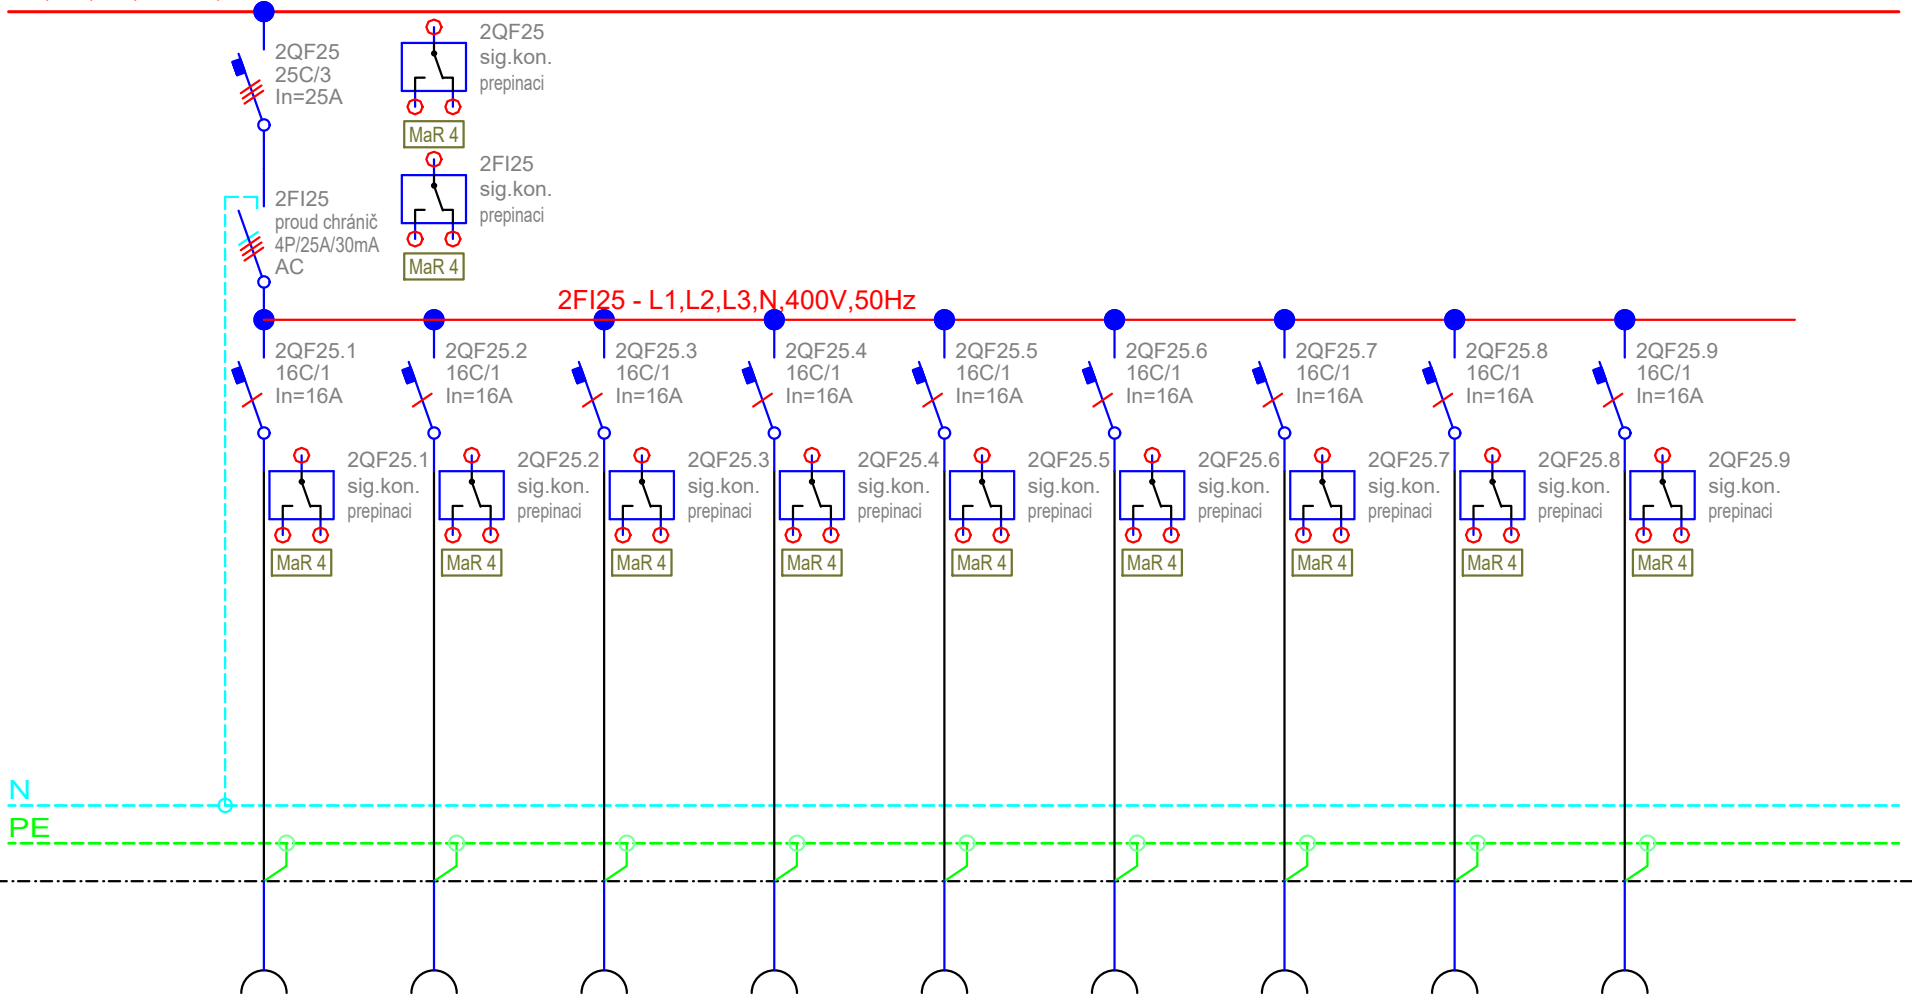 2QF25
25C/3
In=25A
2QF25
sig.kon.
prepinaci
MaR 4
2FI25
proud chránič
4P/25A/30mA
AC
2FI25
sig.kon.
prepinaci
MaR 4
2FI25 - L1,L2,L3,N,400V,50Hz
2QF25.1
16C/1
In=16A
2QF25.2
16C/1
In=16A
2QF25.3
16C/1
In=16A
2QF25.4
16C/1
In=16A
2QF25.5
16C/1
In=16A
2QF25.6
16C/1
In=16A
2QF25.7
16C/1
In=16A
2QF25.8
16C/1
In=16A
2QF25.9
16C/1
In=16A
2QF25.1
sig.kon.
prepinaci
MaR 4
2QF25.2
sig.kon.
prepinaci
MaR 4
2QF25.3
sig.kon.
prepinaci
MaR 4
2QF25.4
sig.kon.
prepinaci
MaR 4
2QF25.5
sig.kon.
prepinaci
MaR 4
2QF25.6
sig.kon.
prepinaci
MaR 4
2QF25.7
sig.kon.
prepinaci
MaR 4
2QF25.8
sig.kon.
prepinaci
MaR 4
2QF25.9
sig.kon.
prepinaci
MaR 4
N
PE